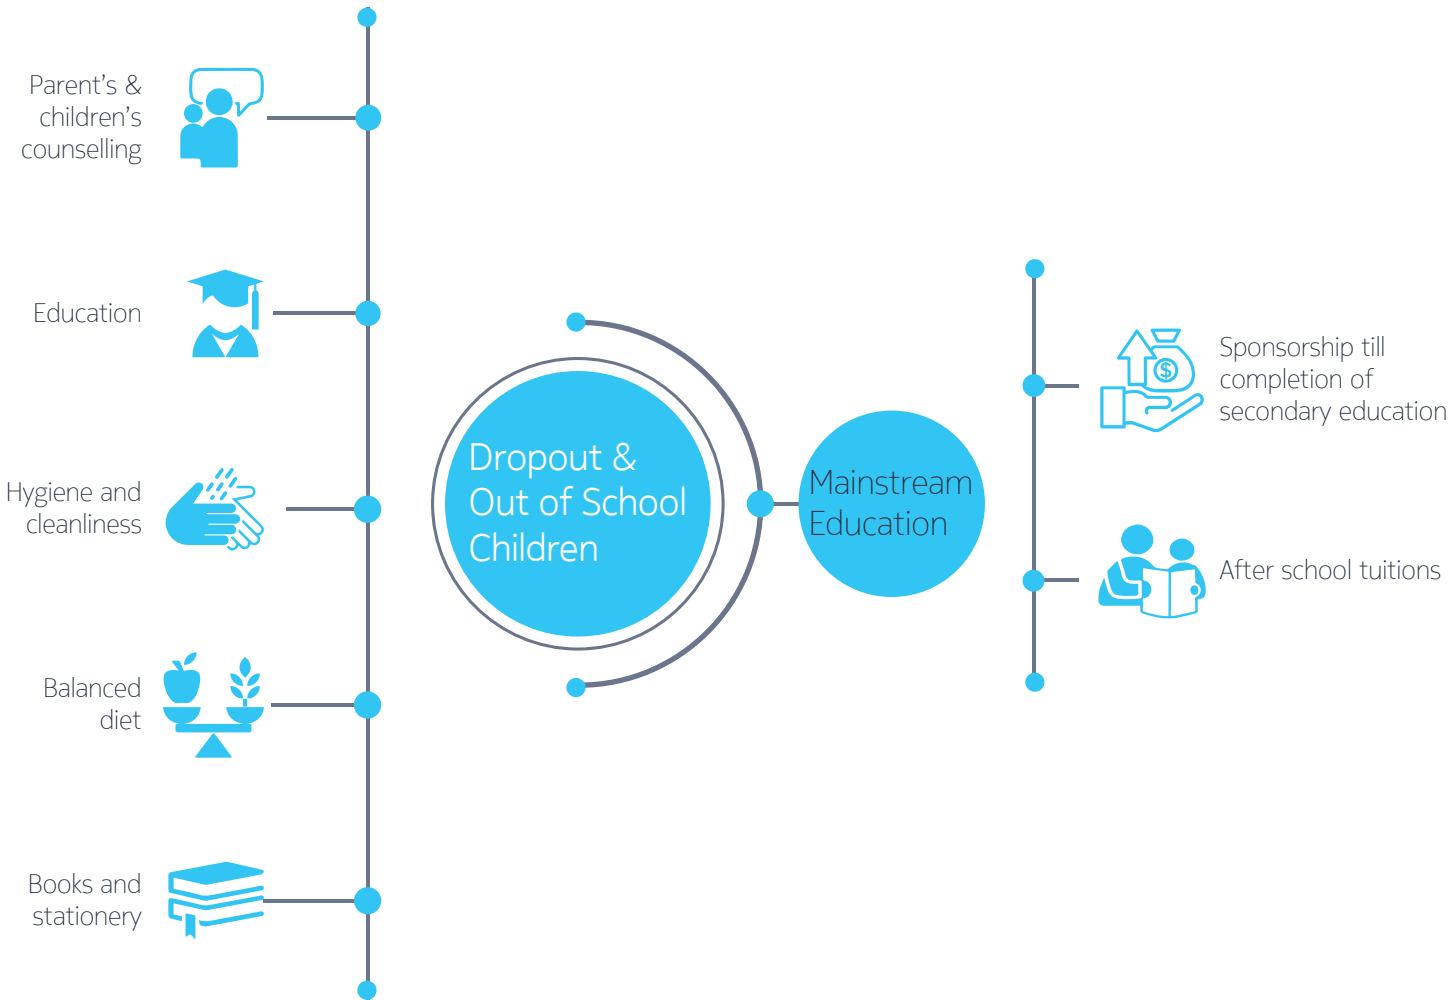 Parent's &
children's
counselling
Education
Hygiene and
cleanliness
Balanced
diet
Books and
stationery
Dropout &
Out of School
Children
Mainstream
Education
$
Sponsorship till
completion of
secondary education
After school tuitions